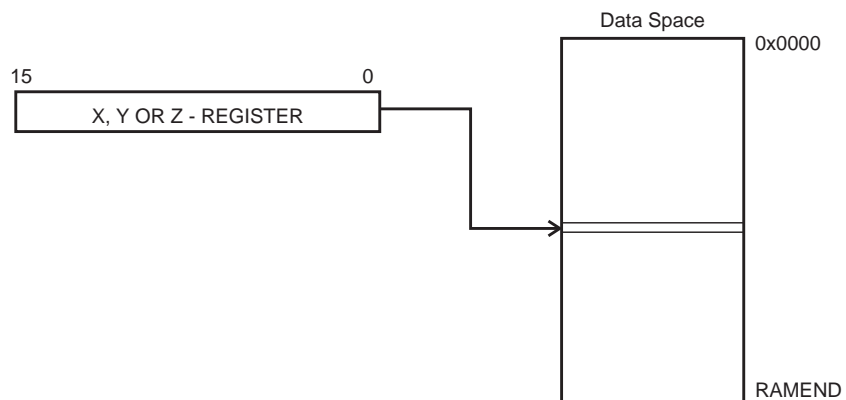 Data Space
0x0000
15 0
X, Y OR Z - REGISTER
RAMEND